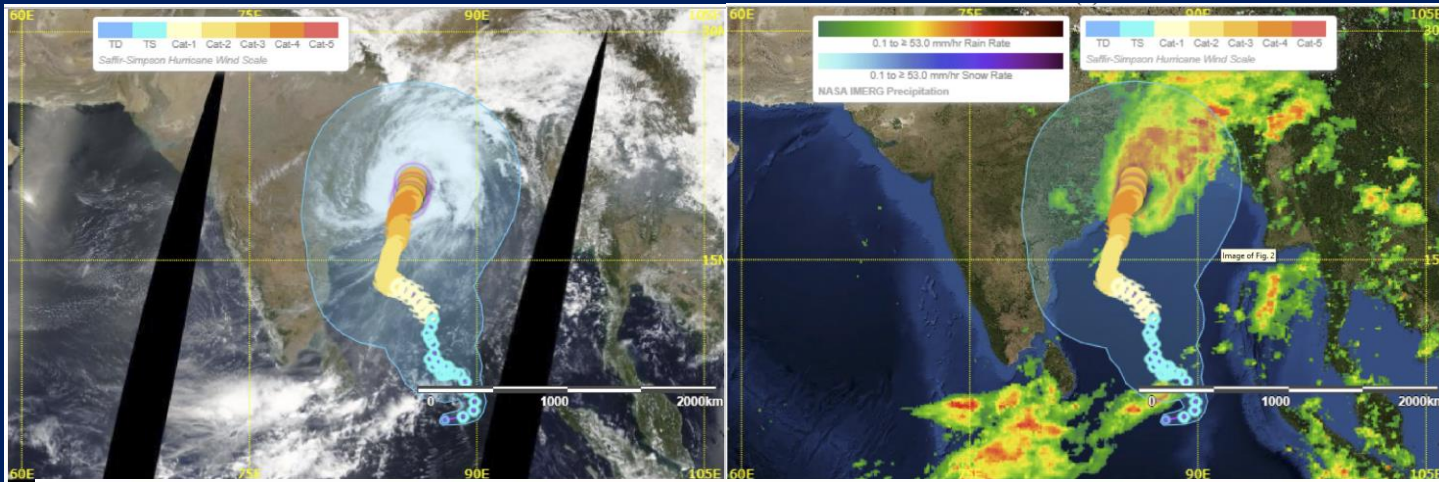 60E
75E
90E
105E
30N
TD TS Cat-1 Cat-2 Cat-3 Cat-4 Cat-5
Saffir-Simpson Hurricane Wind Scale
15N
0 1000 2000km
60E
75E
90E
105E
60E
90E
105E
30N
0.1 to ≥ 53.0 mm/hr Rain Rate
0.1 to ≥ 53.0 mm/hr Snow Rate
NASA IMERG Precipitation
TD TS Cat-1 Cat-2 Cat-3 Cat-4 Cat-5
Saffir-Simpson Hurricane Wind Scale
Image of Fig. 2
15N
0 1000 2000km
60E
75E
90E
105E